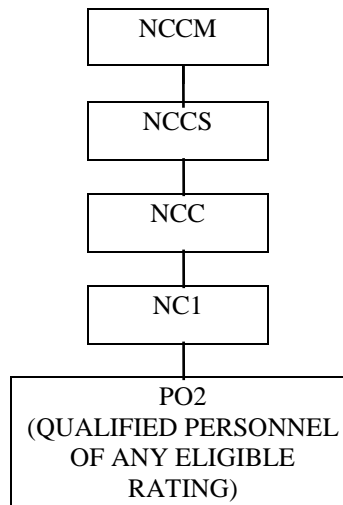 NCCM
NCCS
NCC
NC1
PO2
(QUALIFIED PERSONNEL
OF ANY ELIGIBLE
RATING)